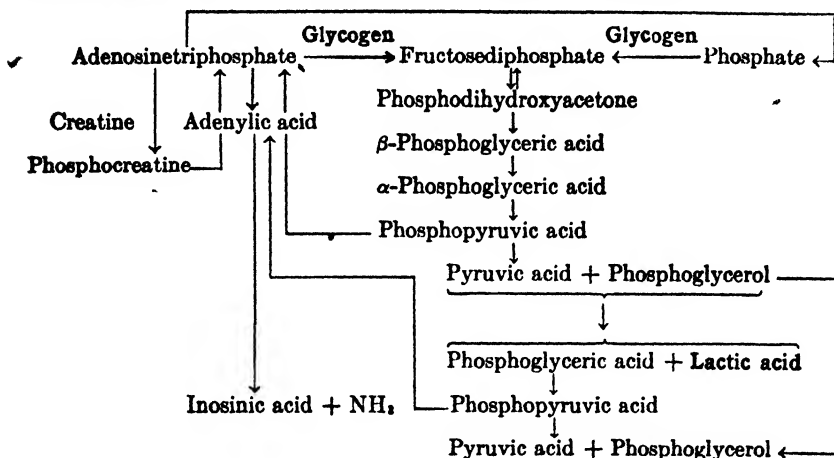 Glycogen Glycogen
Adenosinetriphosphate Fructosediphosphate Phosphate
Phosphodihydroxyacetone
Creatine Adenylic acid
β-Phosphoglyceric acid
Phosphocreatine
α-Phosphoglyceric acid
Phosphopyruvic acid
Pyruvic acid + Phosphoglycerol
Phosphoglyceric acid + Lactic acid
Inosinic acid + NH₃ Phosphopyruvic acid
Pyruvic acid + Phosphoglycerol